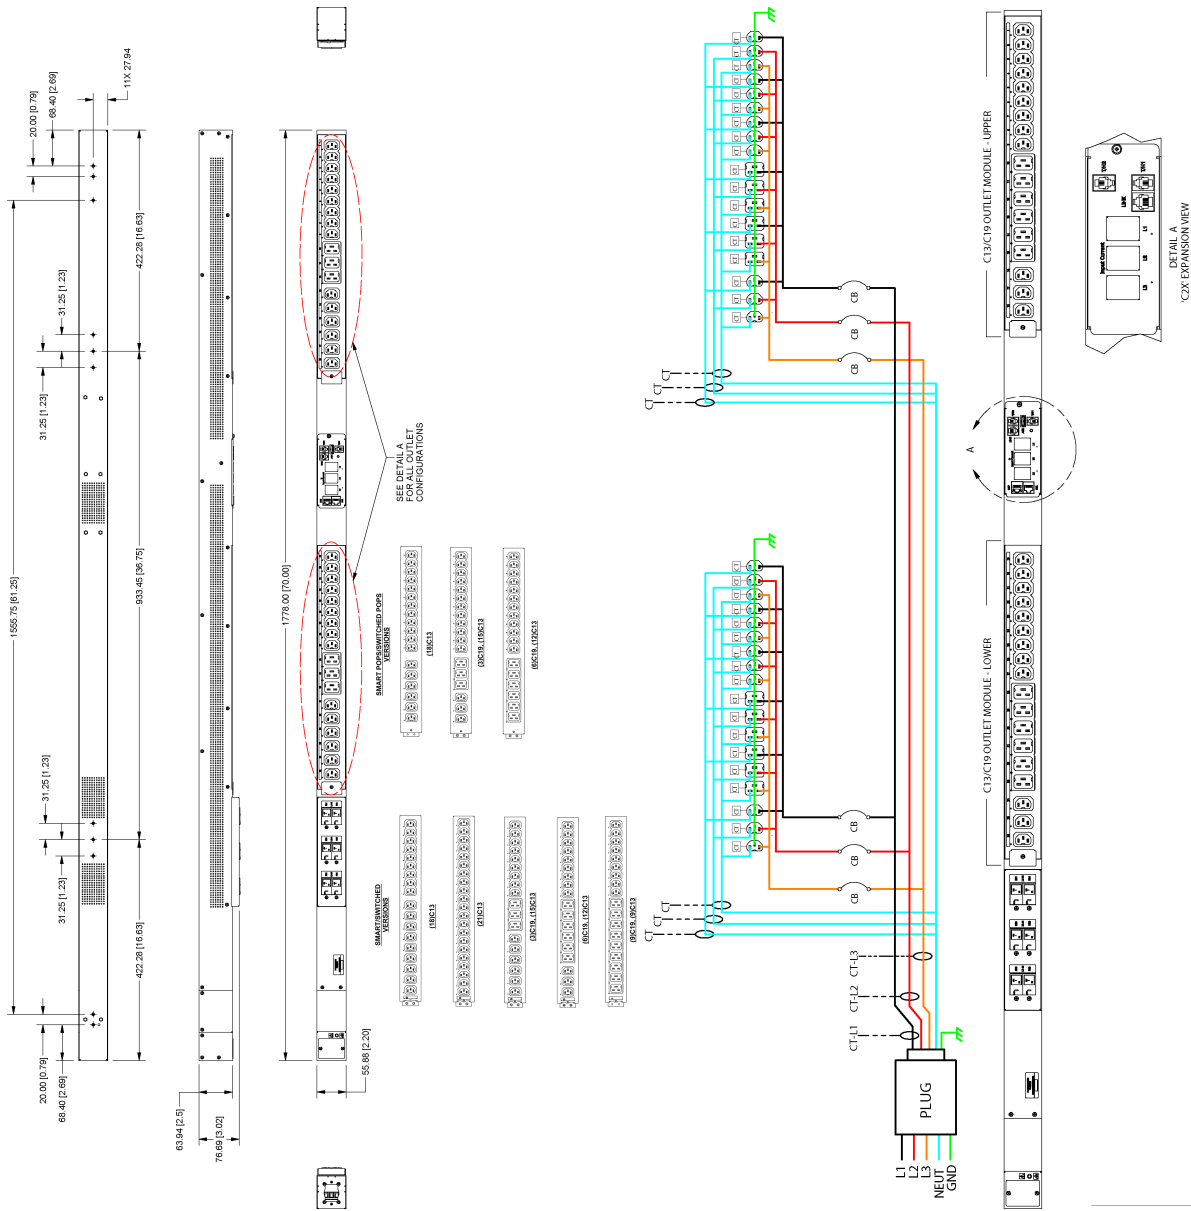 20.00 [0.79]
68.40 [2.69]
11X 27.94
422.28 [16.63]
31.25 [1.23]
31.25 [1.23]
933.45 [36.75]
1555.75 [61.25]
31.25 [1.23]
31.25 [1.23]
422.28 [16.63]
20.00 [0.79]
68.40 [2.69]
63.94 [2.5]
76.69 [3.02]
1778.00 [70.00]
55.88 [2.20]
SEE DETAIL A
FOR ALL OUTLET
CONFIGURATIONS
SMART POPS/SWITCHED POPS
VERSIONS
(18)C13
(3)C19, (15)C13
(6)C19, (12)C13
SMART/SWITCHED
VERSIONS
(18)C13
(21)C13
(3)C19, (15)C13
(6)C19, (12)C13
(9)C19, (9)C13
CT
CT
CT
CB
CB
CB
CT
CT
CT
CB
CB
CB
CT-L3
CT-L2
CT-L1
PLUG
L1
L2
L3
NEUT
GND
C13/C19 OUTLET MODULE - UPPER
A
C13/C19 OUTLET MODULE - LOWER
Input Current
L1
L2
L3
LINK
DETAIL A
'C2X' EXPANSION VIEW